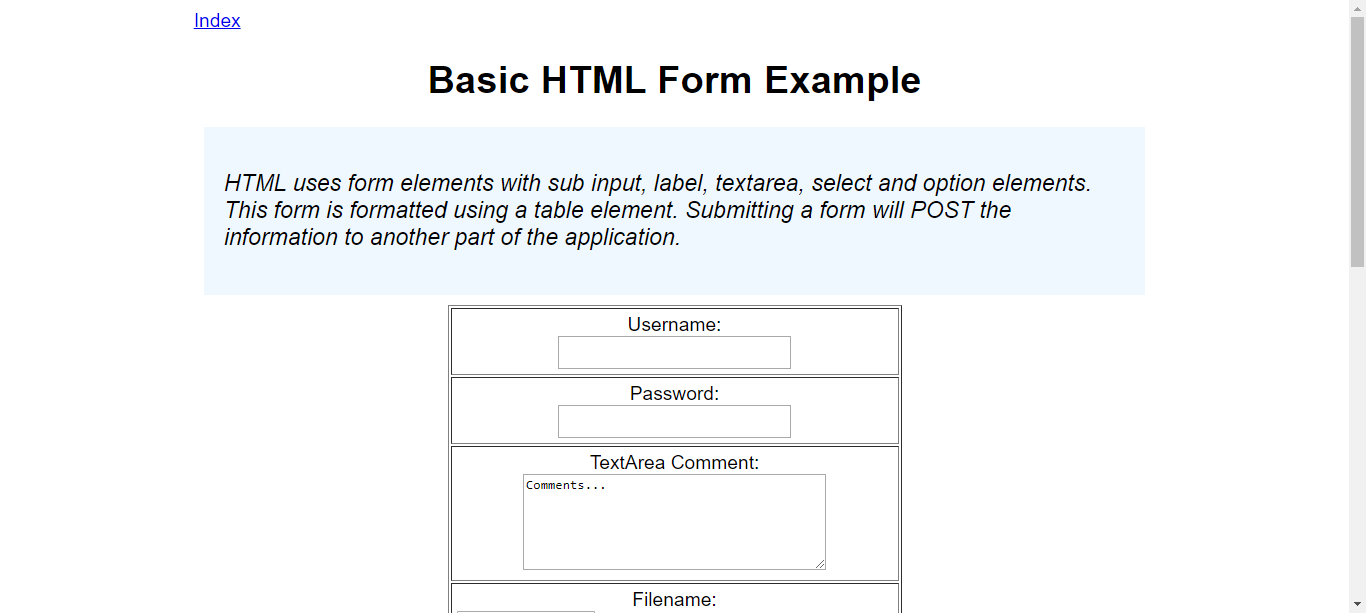 Index
Basic HTML Form Example
HTML uses form elements with sub input, label, textarea, select and option elements.
This form is formatted using a table element. Submitting a form will POST the
information to another part of the application.
Username:
Password:
TextArea Comment:
Comments...
Filename: